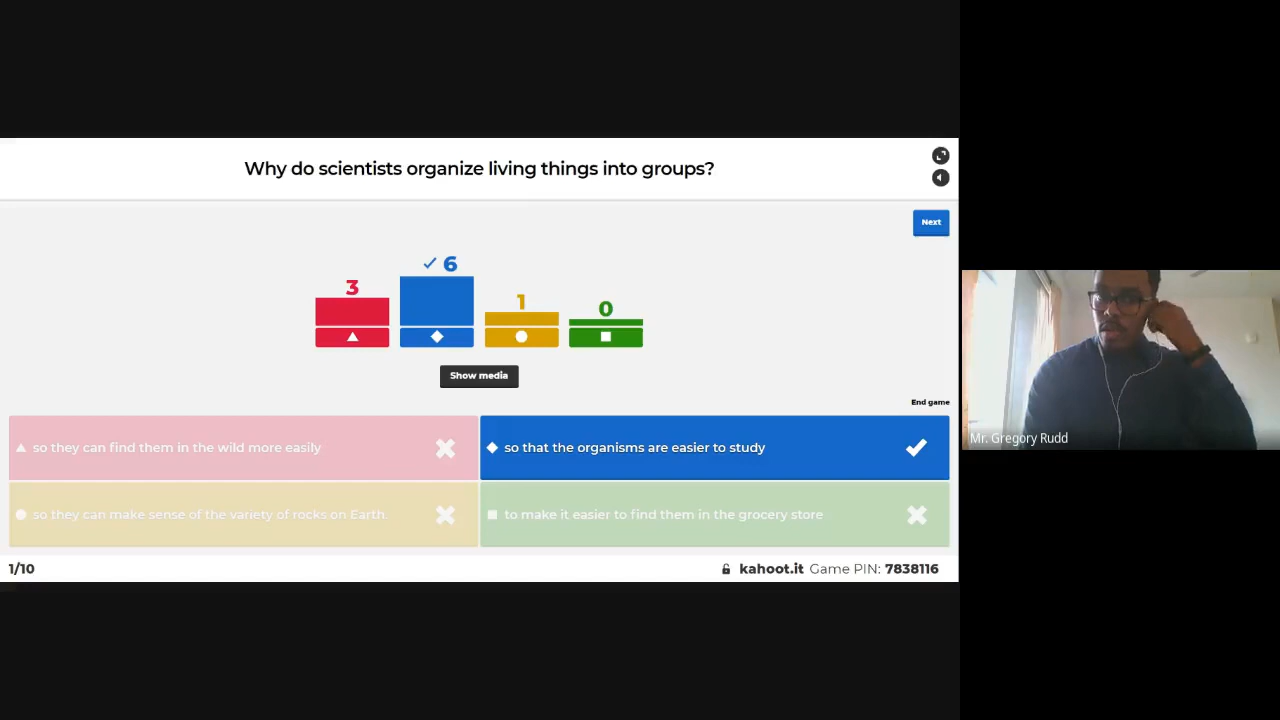 Why do scientists organize living things into groups?
Next
3
6
1
0
Show media
End game
so they can find them in the wild more easily
so that the organisms are easier to study
so they can make sense of the variety of rocks on Earth.
to make it easier to find them in the grocery store
1/10
kahoot.it Game PIN: 7838116
Mr. Gregory Rudd